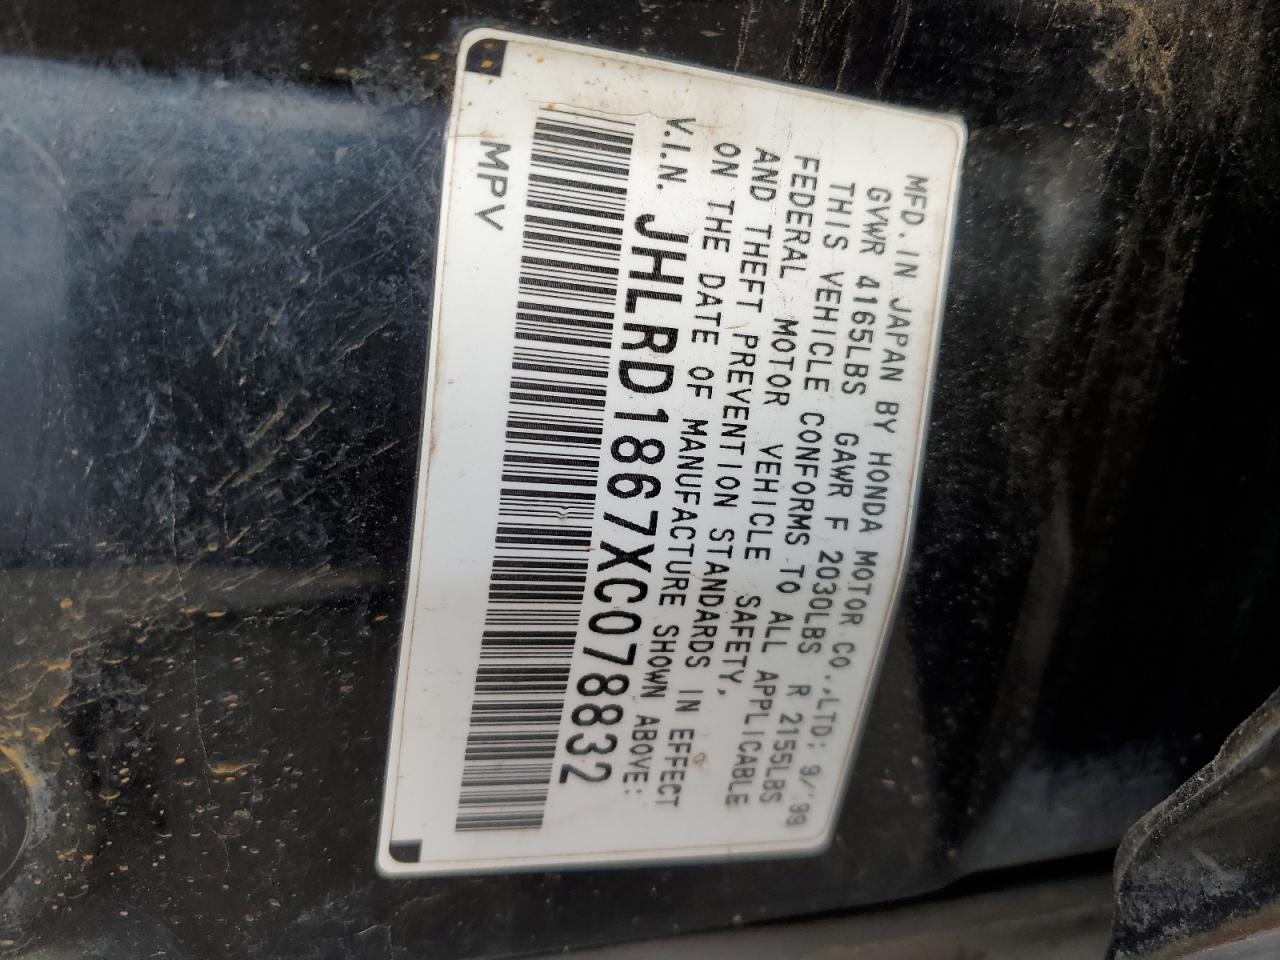 MFD. IN JAPAN BY HONDA MOTOR CO.,LTD; 9/'99
GVWR 4165LBS GAWR F 2030LBS R 2155LBS
THIS VEHICLE CONFORMS TO ALL APPLICABLE
FEDERAL MOTOR VEHICLE SAFETY,
AND THEFT PREVENTION STANDARDS IN EFFECT
ON THE DATE OF MANUFACTURE SHOWN ABOVE:
V.I.N. JHLRD1867XC078832
MPV